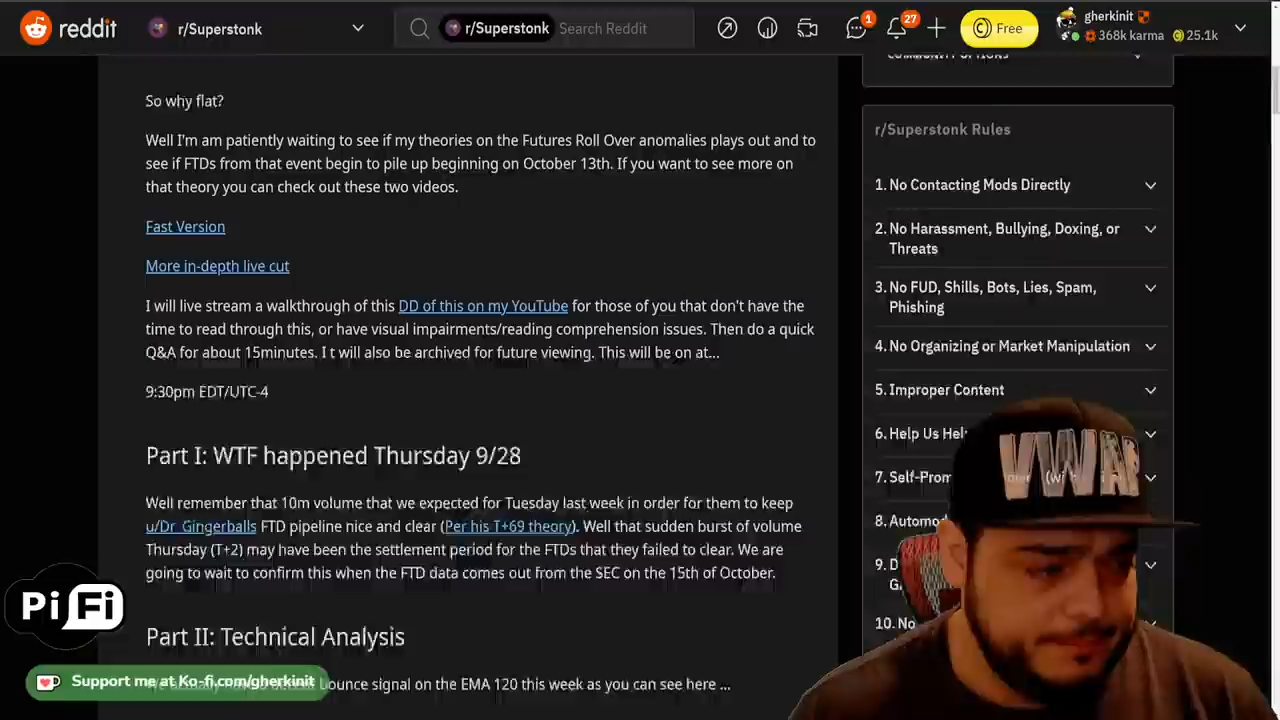 reddit
r/Superstonk
r/Superstonk Search Reddit
1
27
Free
gherkinit
368k karma
25.1k
COMMUNITY OPTIONS
So why flat?
Well I'm am patiently waiting to see if my theories on the Futures Roll Over anomalies plays out and to
see if FTDs from that event begin to pile up beginning on October 13th. If you want to see more on
that theory you can check out these two videos.
Fast Version
More in-depth live cut
I will live stream a walkthrough of this DD of this on my YouTube for those of you that don't have the
time to read through this, or have visual impairments/reading comprehension issues. Then do a quick
Q&A for about 15minutes. I t will also be archived for future viewing. This will be on at...
9:30pm EDT/UTC-4
Part I: WTF happened Thursday 9/28
Well remember that 10m volume that we expected for Tuesday last week in order for them to keep
u/Dr_Gingerballs FTD pipeline nice and clear (Per his T+69 theory). Well that sudden burst of volume
Thursday (T+2) may have been the settlement period for the FTDs that they failed to clear. We are
going to wait to confirm this when the FTD data comes out from the SEC on the 15th of October.
Part II: Technical Analysis
bounce signal on the EMA 120 this week as you can see here ...
r/Superstonk Rules
1. No Contacting Mods Directly
2. No Harassment, Bullying, Doxing, or
Threats
3. No FUD, Shills, Bots, Lies, Spam,
Phishing
4. No Organizing or Market Manipulation
5. Improper Content
6. Help Us
7.
8.
9.
10. No
PiFi
Support me at Ko-fi.com/gherkinit